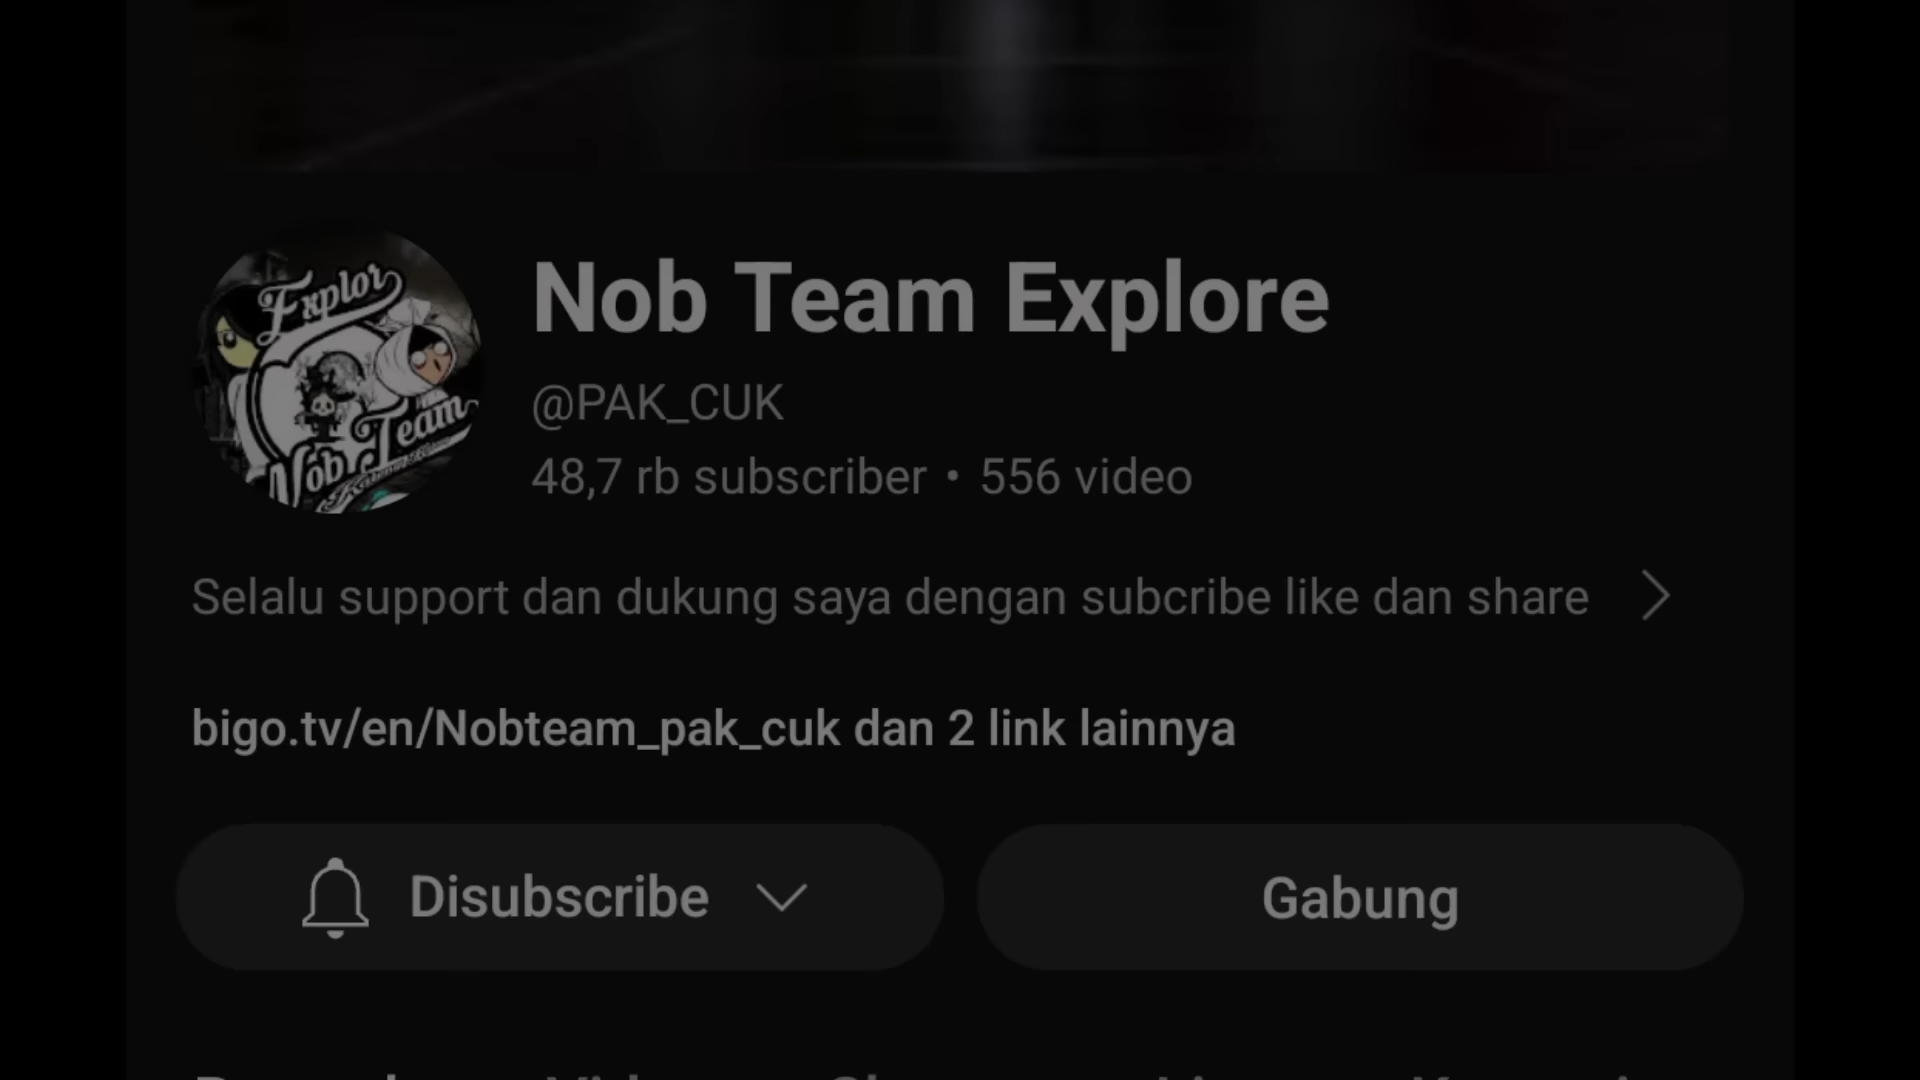 Explor
Nob Team
Nob Team Explore
@PAK_CUK
48,7 rb subscriber • 556 video
Selalu support dan dukung saya dengan subcribe like dan share
bigo.tv/en/Nobteam_pak_cuk dan 2 link lainnya
Disubscribe
Gabung